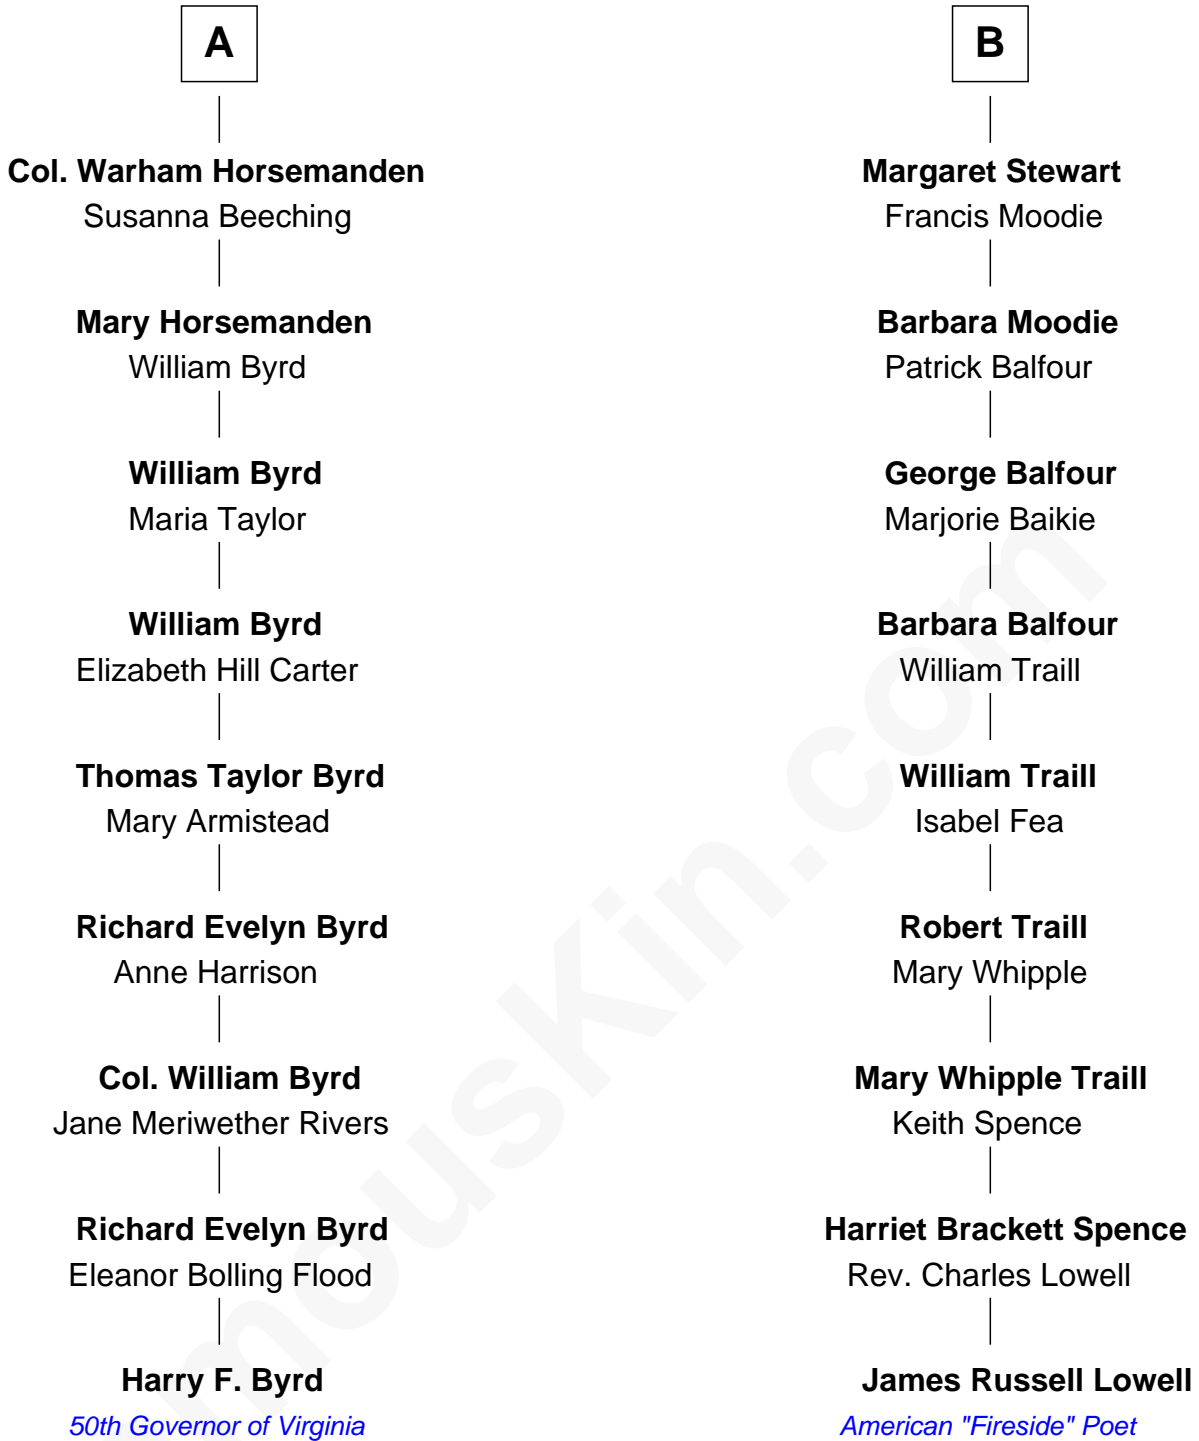 A
Col. Warham Horsemanden
Susanna Beeching
Mary Horsemanden
William Byrd
William Byrd
Maria Taylor
William Byrd
Elizabeth Hill Carter
Thomas Taylor Byrd
Mary Armistead
Richard Evelyn Byrd
Anne Harrison
Col. William Byrd
Jane Meriwether Rivers
Richard Evelyn Byrd
Eleanor Bolling Flood
Harry F. Byrd
50th Governor of Virginia
B
Margaret Stewart
Francis Moodie
Barbara Moodie
Patrick Balfour
George Balfour
Marjorie Baikie
Barbara Balfour
William Traill
William Traill
Isabel Fea
Robert Traill
Mary Whipple
Mary Whipple Traill
Keith Spence
Harriet Brackett Spence
Rev. Charles Lowell
James Russell Lowell
American "Fireside" Poet
mousKin.com